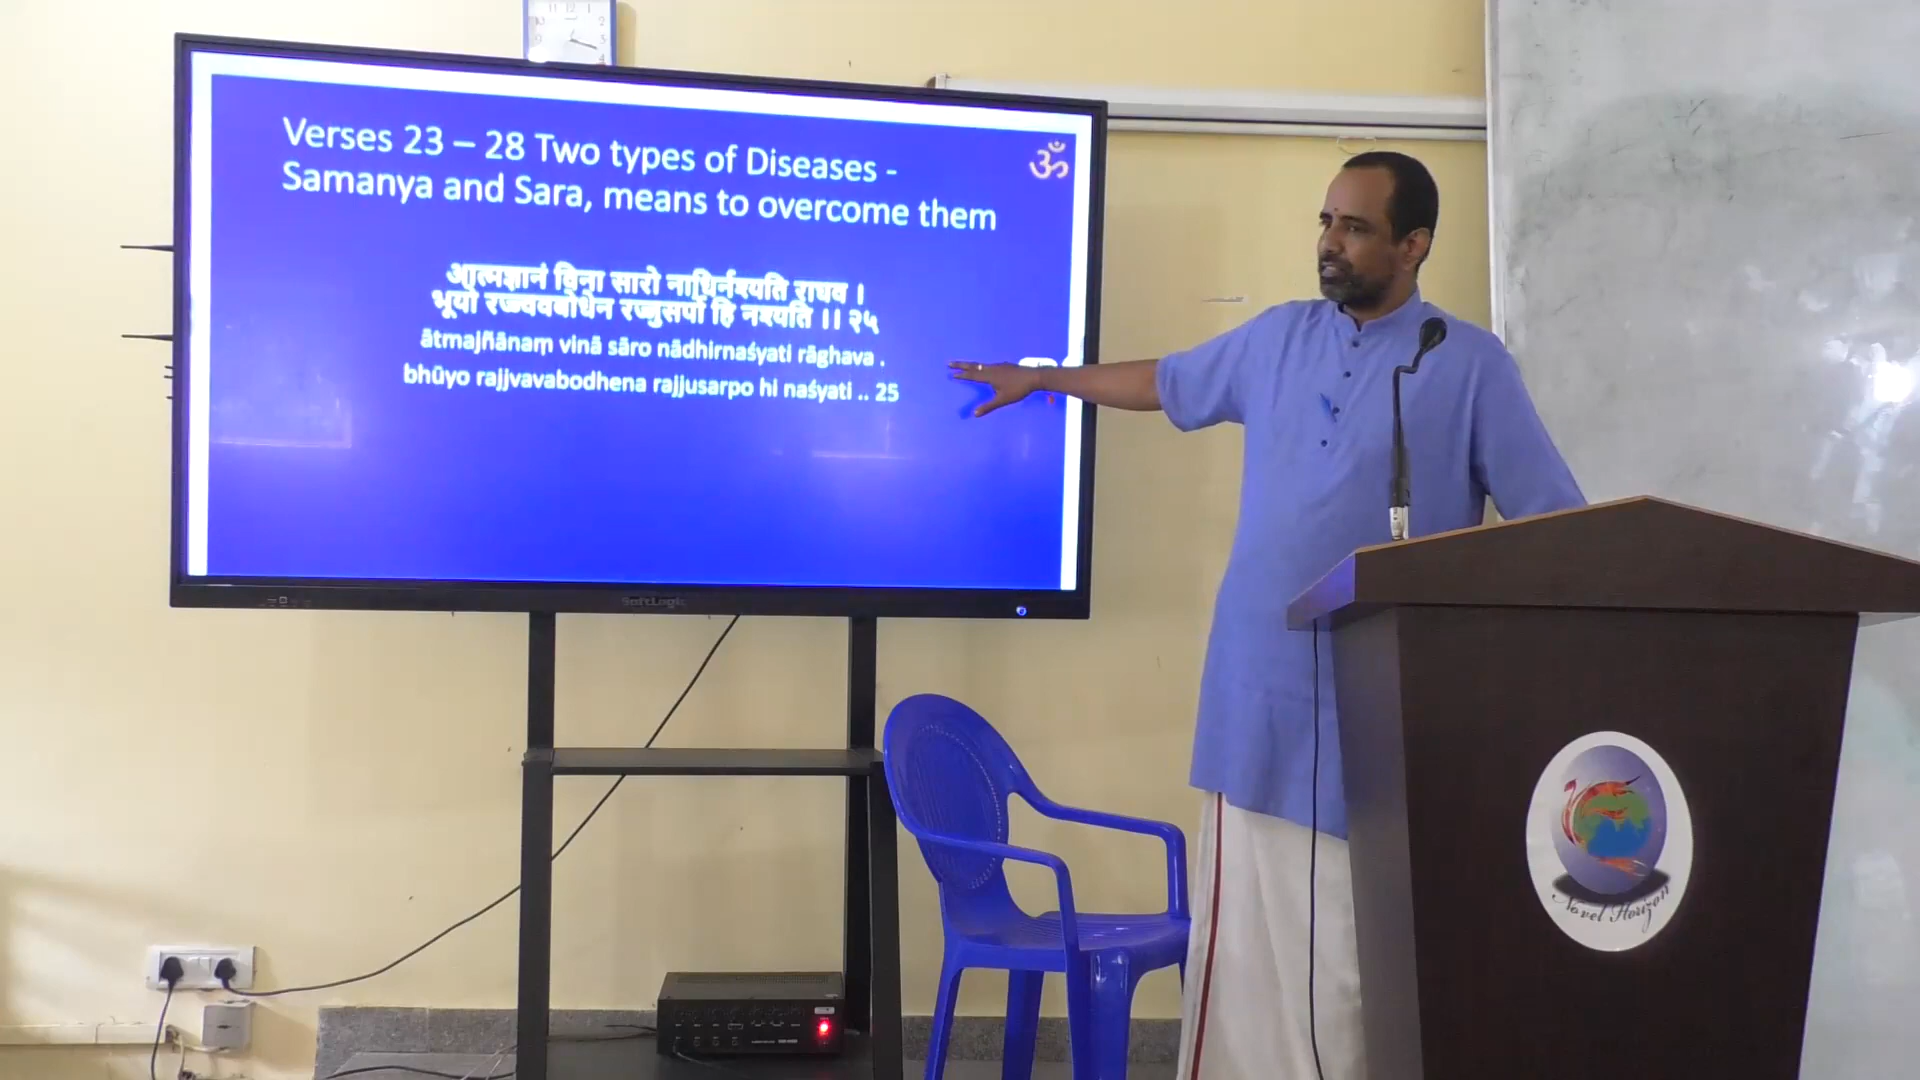 Verses 23 – 28 Two types of Diseases -
Samanya and Sara, means to overcome them
ॐ
आत्मज्ञानं विना सारो नाधिर्नश्यति राघव ।
भूयो रज्ज्ववबोधेन रज्जुसर्पो हि नश्यति ।। २५
ātmajñānaṃ vinā sāro nādhirnaśyati rāghava .
bhūyo rajjvavabodhena rajjusarpo hi naśyati .. 25
SoftLogic
Novel Horizon